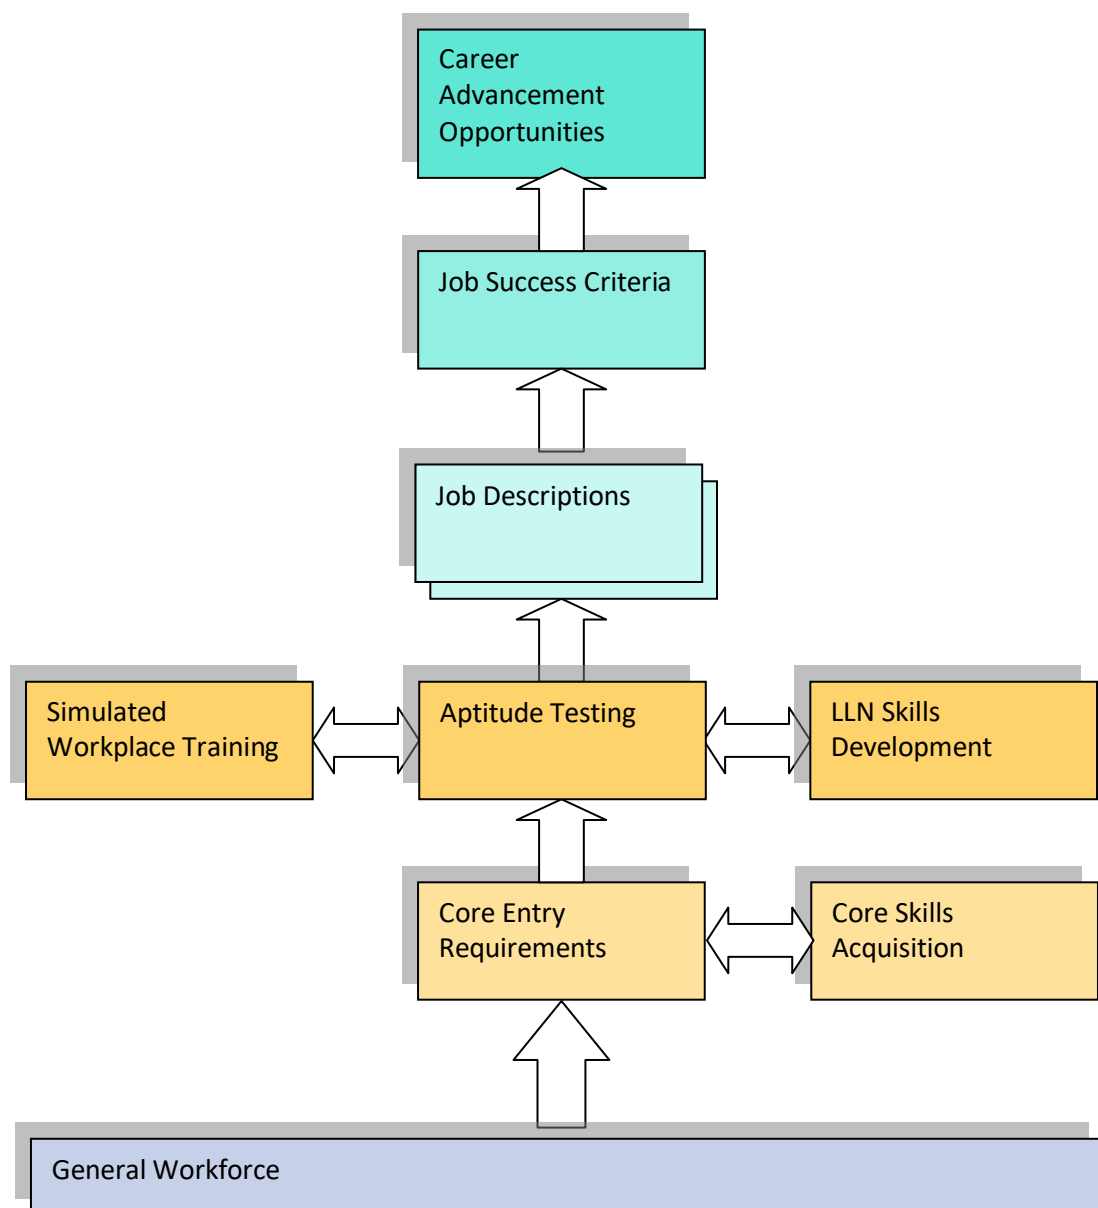 Career
Advancement
Opportunities
Job Success Criteria
Job Descriptions
Simulated
Workplace Training
Aptitude Testing
LLN Skills
Development
Core Entry
Requirements
Core Skills
Acquisition
General Workforce